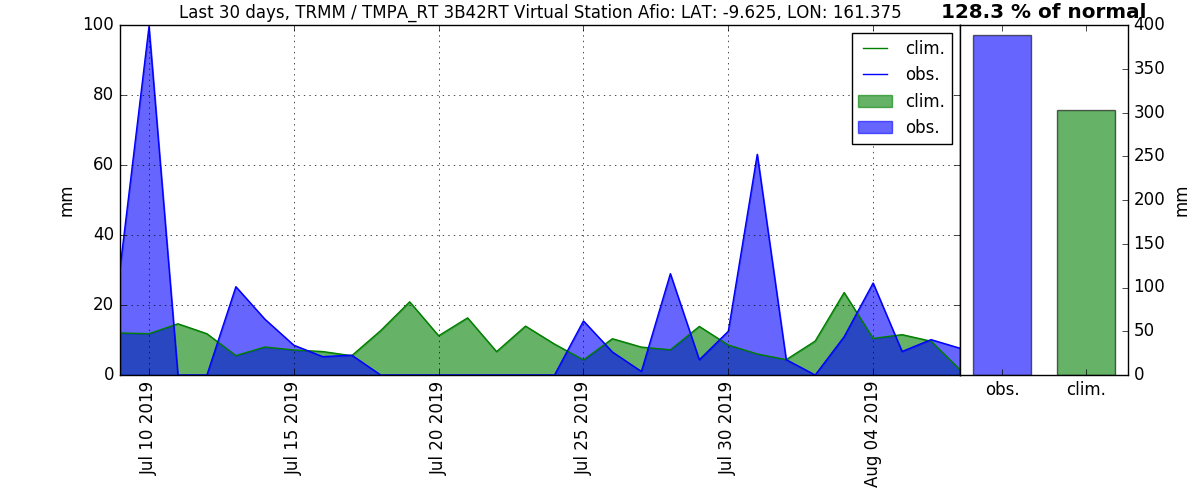 Last 30 days, TRMM / TMPA_RT 3B42RT Virtual Station Afio: LAT: -9.625, LON: 161.375
128.3 % of normal
100
80
60
40
20
0
mm
clim.
obs.
clim.
obs.
400
350
300
250
200
150
100
50
0
mm
Jul 10 2019
Jul 15 2019
Jul 20 2019
Jul 25 2019
Jul 30 2019
Aug 04 2019
obs.
clim.